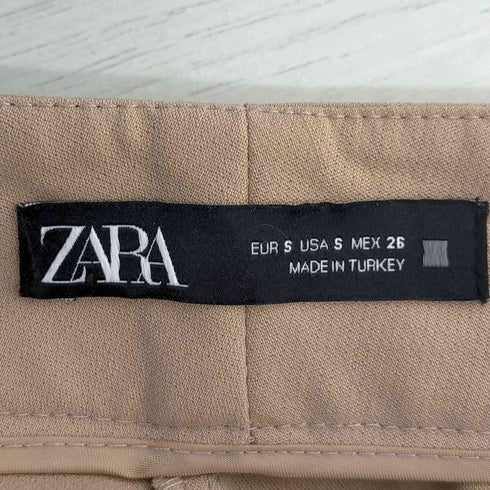 ZARA
EUR S USA S MEX 26
MADE IN TURKEY